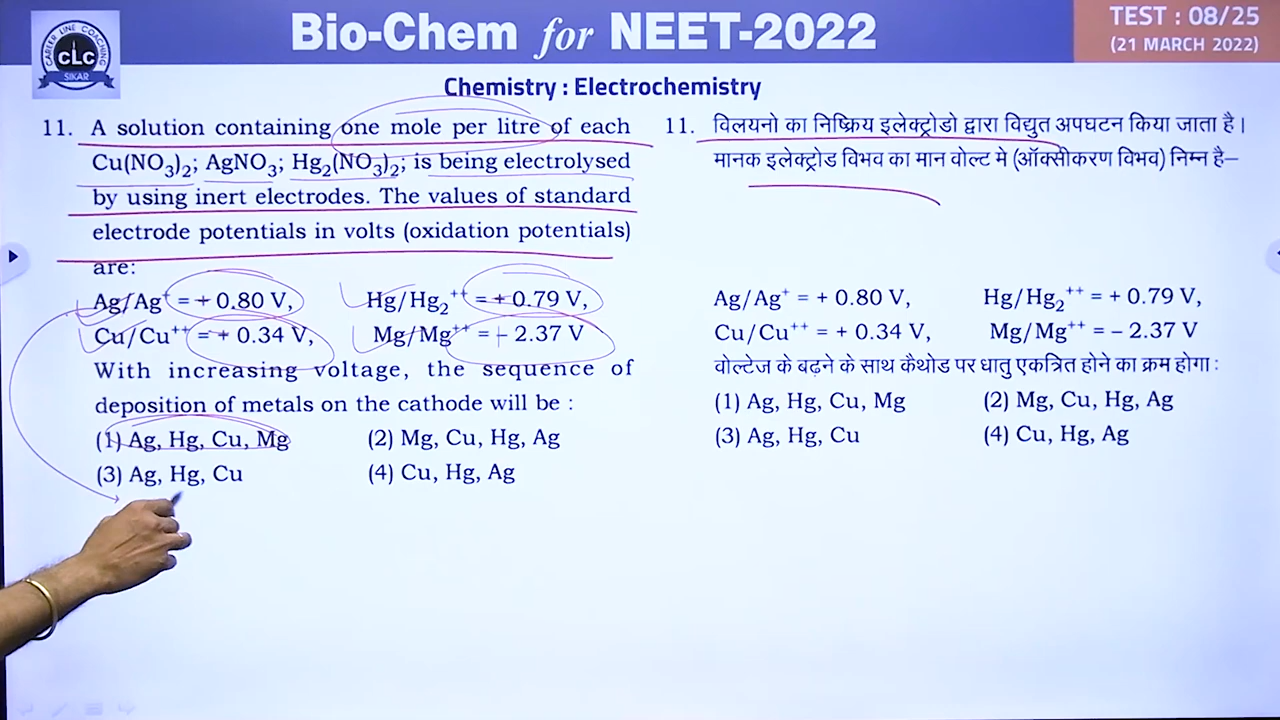 CAREER LINE COACHING
CLC
SIKAR
Bio-Chem for NEET-2022
TEST : 08/25
(21 MARCH 2022)
Chemistry : Electrochemistry
11. A solution containing one mole per litre of each
Cu(NO₃)₂; AgNO₃; Hg₂(NO₃)₂; is being electrolysed
by using inert electrodes. The values of standard
electrode potentials in volts (oxidation potentials)
are:
Ag/Ag⁺ = + 0.80 V, Hg/Hg₂⁺⁺ = + 0.79 V,
Cu/Cu⁺⁺ = + 0.34 V, Mg/Mg⁺⁺ = – 2.37 V
With increasing voltage, the sequence of
deposition of metals on the cathode will be :
(1) Ag, Hg, Cu, Mg (2) Mg, Cu, Hg, Ag
(3) Ag, Hg, Cu (4) Cu, Hg, Ag
11. विलयनो का निष्क्रिय इलेक्ट्रोडो द्वारा विद्युत अपघटन किया जाता है।
मानक इलेक्ट्रोड विभव का मान वोल्ट मे (ऑक्सीकरण विभव) निम्न है–
Ag/Ag⁺ = + 0.80 V, Hg/Hg₂⁺⁺ = + 0.79 V,
Cu/Cu⁺⁺ = + 0.34 V, Mg/Mg⁺⁺ = – 2.37 V
वोल्टेज के बढ़ने के साथ कैथोड पर धातु एकत्रित होने का क्रम होगा :
(1) Ag, Hg, Cu, Mg (2) Mg, Cu, Hg, Ag
(3) Ag, Hg, Cu (4) Cu, Hg, Ag